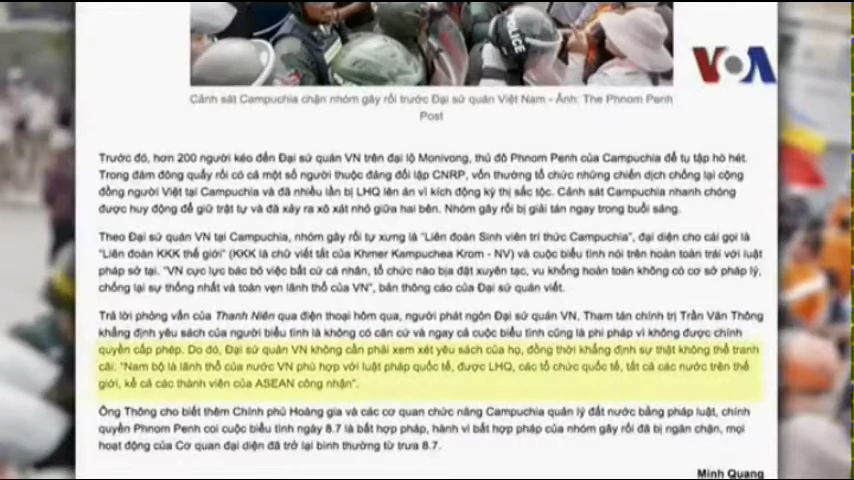 POLICE
VOA
Cảnh sát Campuchia chặn nhóm gây rối trước Đại sứ quán Việt Nam - Ảnh: The Phnom Penh
Post
Trước đó, hơn 200 người kéo đến Đại sứ quán VN trên đại lộ Monivong, thủ đô Phnom Penh của Campuchia để tụ tập hò hét.
Trong đám đông quấy rối có cả một số người thuộc đảng đối lập CNRP, vốn thường tổ chức những chiến dịch chống lại cộng
đồng người Việt tại Campuchia và đã nhiều lần bị LHQ lên án vì kích động kỳ thị sắc tộc. Cảnh sát Campuchia nhanh chóng
được huy động để giữ trật tự và đã xảy ra xô xát nhỏ giữa hai bên. Nhóm gây rối bị giải tán ngay trong buổi sáng.
Theo Đại sứ quán VN tại Campuchia, nhóm gây rối tự xưng là "Liên đoàn Sinh viên trí thức Campuchia", đại diện cho cái gọi là
"Liên đoàn KKK thế giới" (KKK là chữ viết tắt của Khmer Kampuchea Krom - NV) và cuộc biểu tình nói trên hoàn toàn trái với luật
pháp sở tại. "VN cực lực bác bỏ việc bất cứ cá nhân, tổ chức nào bịa đặt xuyên tạc, vu khống hoàn toàn không có cơ sở pháp lý,
chống lại sự thống nhất và toàn vẹn lãnh thổ của VN", bản thông cáo của Đại sứ quán viết.
Trả lời phỏng vấn của Thanh Niên qua điện thoại hôm qua, người phát ngôn Đại sứ quán VN, Tham tán chính trị Trần Văn Thông
khẳng định yêu sách của người biểu tình là không có căn cứ và ngay cả cuộc biểu tình cũng là phi pháp vì không được chính
quyền cấp phép. Do đó, Đại sứ quán VN không cần phải xem xét yêu sách của họ, đồng thời khẳng định sự thật không thể tranh
cãi: "Nam bộ là lãnh thổ của nước VN phù hợp với luật pháp quốc tế, được LHQ, các tổ chức quốc tế, tất cả các nước trên thế
giới, kể cả các thành viên của ASEAN công nhận".
Ông Thông cho biết thêm Chính phủ Hoàng gia và các cơ quan chức năng Campuchia quản lý đất nước bằng pháp luật, chính
quyền Phnom Penh coi cuộc biểu tình ngày 8.7 là bất hợp pháp, hành vi bất hợp pháp của nhóm gây rối đã bị ngăn chặn, mọi
hoạt động của Cơ quan đại diện đã trở lại bình thường từ trưa 8.7.
Minh Quang